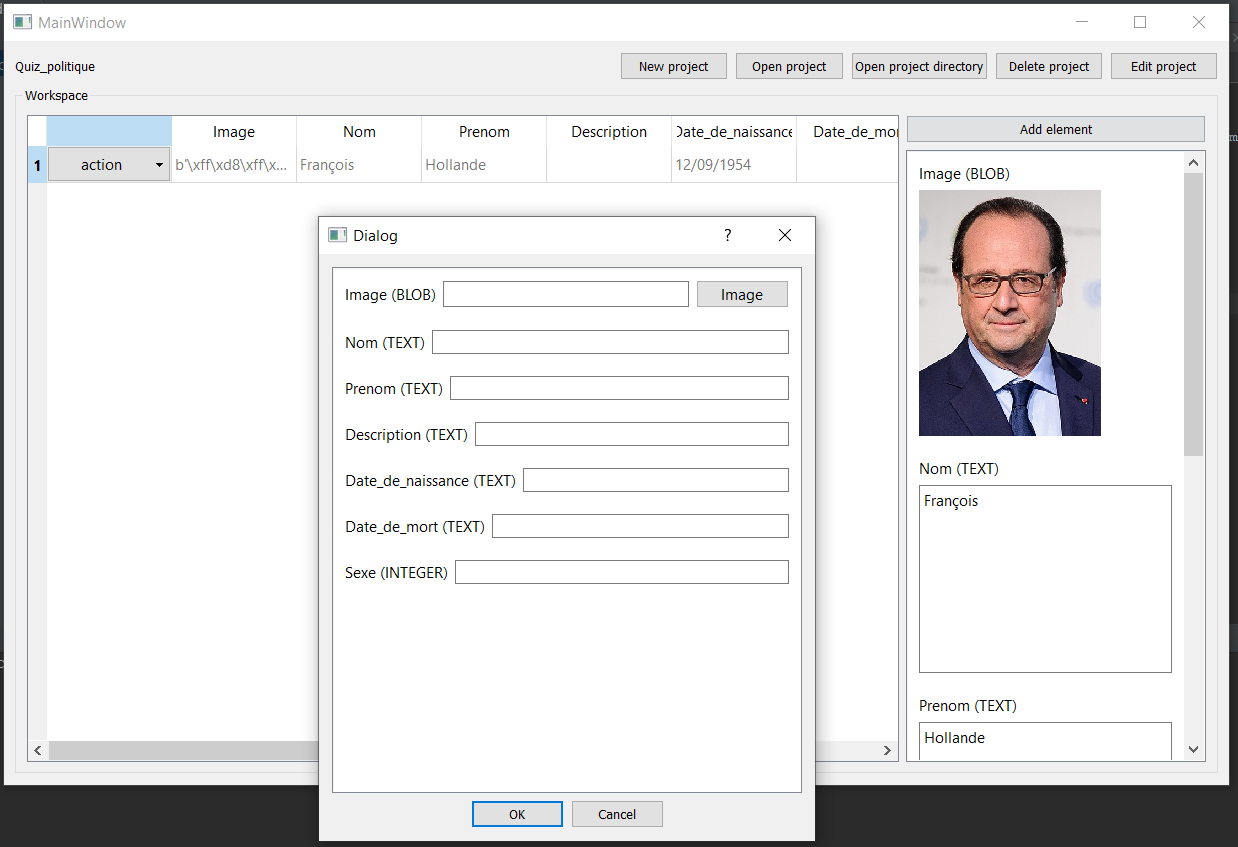 MainWindow
Quiz_politique
New project
Open project
Open project directory
Delete project
Edit project
Workspace
Image
Nom
Prenom
Description
Date_de_naissance
Date_de_mor
Add element
1
action
b'\xff\xd8\xff\x...
François
Hollande
12/09/1954
Image (BLOB)
Dialog
?
Image (BLOB)
Image
Nom (TEXT)
Prenom (TEXT)
Description (TEXT)
Date_de_naissance (TEXT)
Date_de_mort (TEXT)
Sexe (INTEGER)
OK
Cancel
Nom (TEXT)
François
Prenom (TEXT)
Hollande